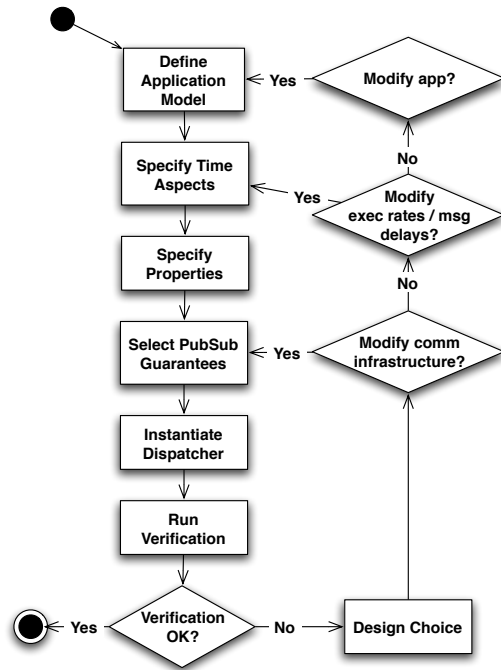 Define
Application
Model
Yes
Modify app?
No
Specify Time
Aspects
Yes
Modify
exec rates / msg
delays?
Specify
Properties
No
Select PubSub
Guarantees
Yes
Modify comm
infrastructure?
Instantiate
Dispatcher
Run
Verification
Yes
Verification
OK?
No
Design Choice